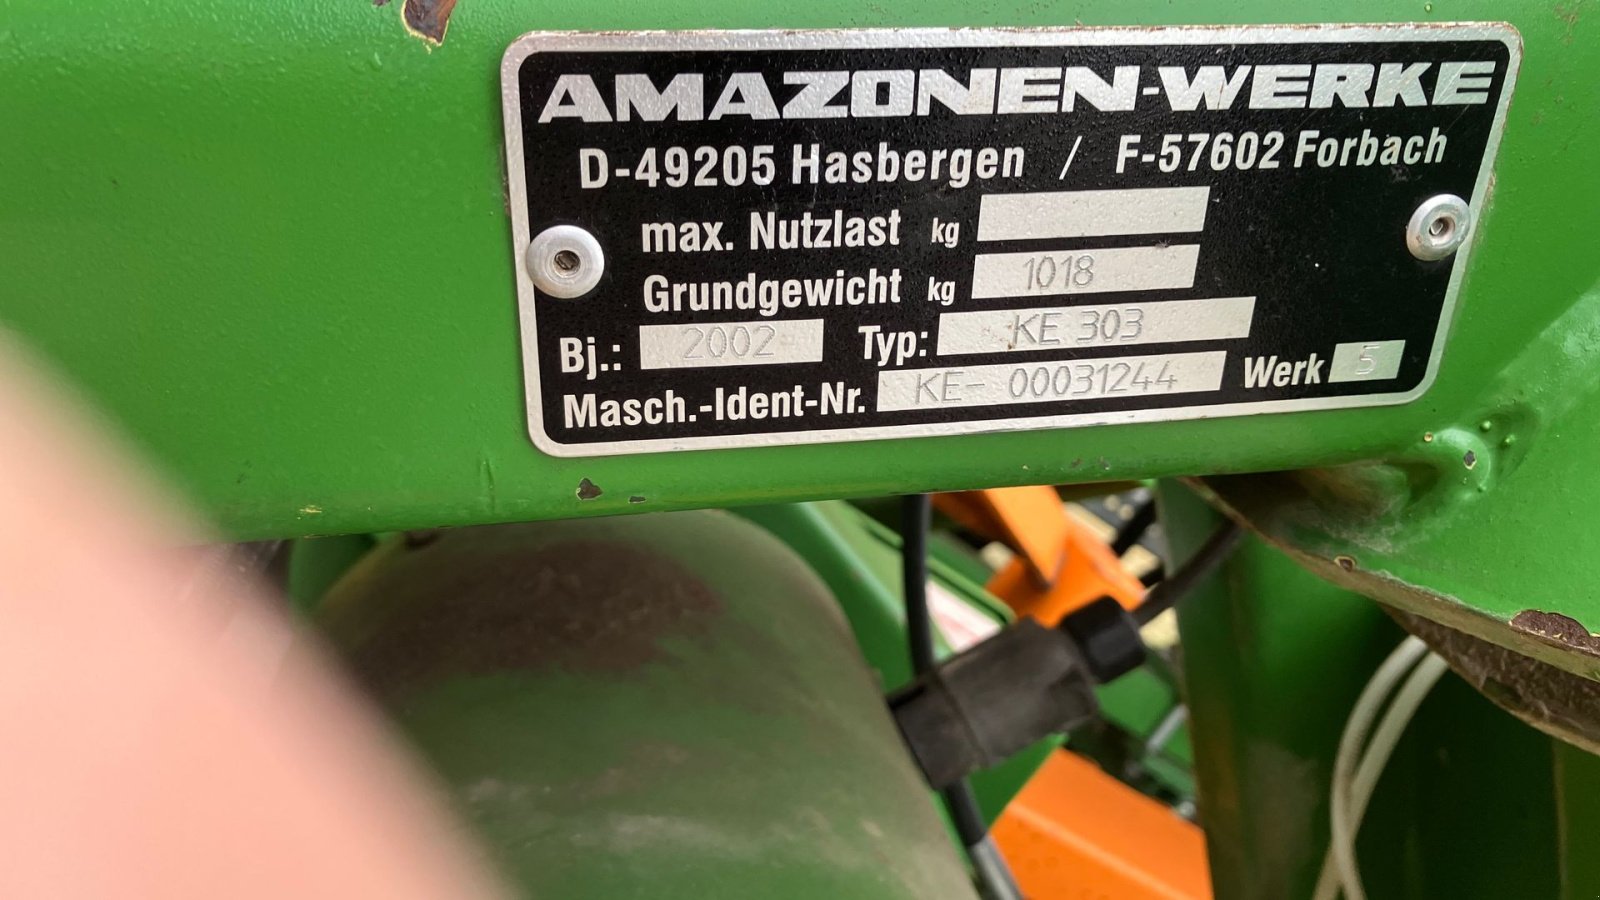 AMAZONEN-WERKE
D-49205 Hasbergen / F-57602 Forbach
max. Nutzlast kg
Grundgewicht kg 1018
Bj.: 2002 Typ: KE 303
Masch.-Ident-Nr. KE- 00031244 Werk 5